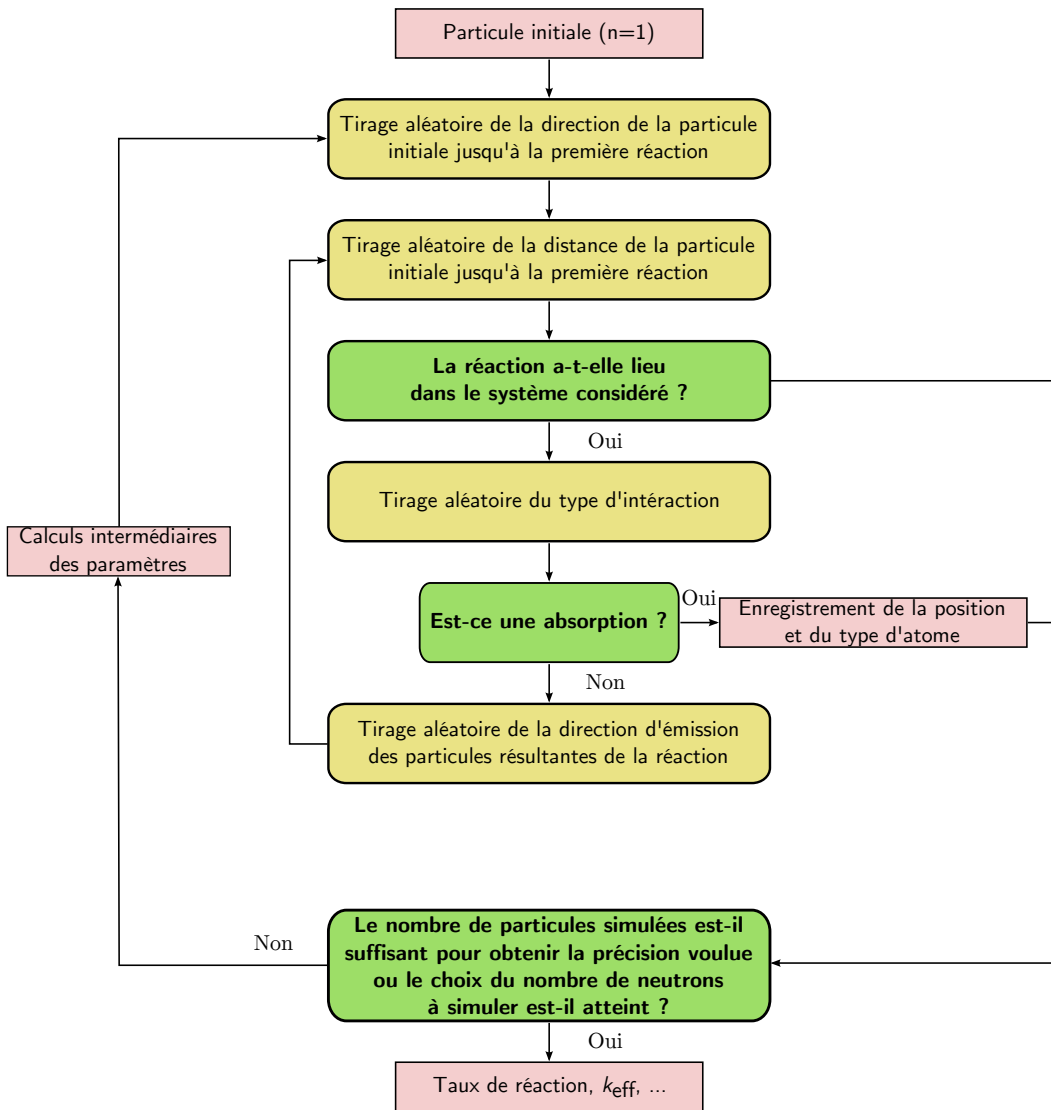 Particule initiale (n=1)
Tirage aléatoire de la direction de la particule
initiale jusqu'à la première réaction
Tirage aléatoire de la distance de la particule
initiale jusqu'à la première réaction
La réaction a-t-elle lieu
dans le système considéré ?
Oui
Tirage aléatoire du type d'intéraction
Calculs intermédiaires
des paramètres
Est-ce une absorption ?
Oui
Enregistrement de la position
et du type d'atome
Non
Tirage aléatoire de la direction d'émission
des particules résultantes de la réaction
Non
Le nombre de particules simulées est-il
suffisant pour obtenir la précision voulue
ou le choix du nombre de neutrons
à simuler est-il atteint ?
Oui
Taux de réaction, keff, ...